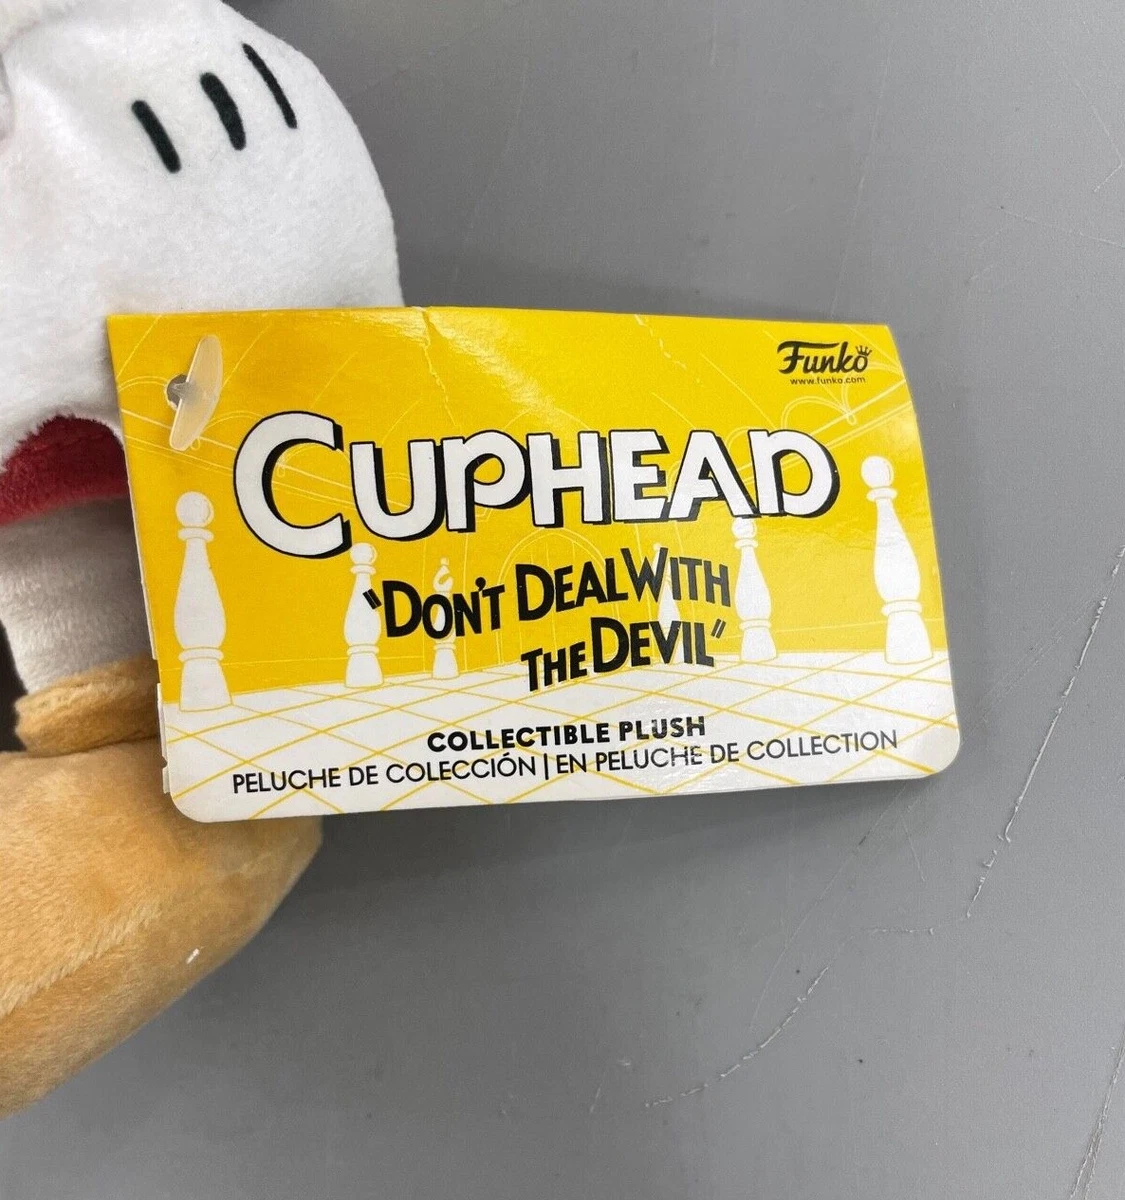 Funko
www.funko.com
CUPHEAD
"DON'T DEAL WITH
THE DEVIL"
COLLECTIBLE PLUSH
PELUCHE DE COLECCIÓN | EN PELUCHE DE COLLECTION